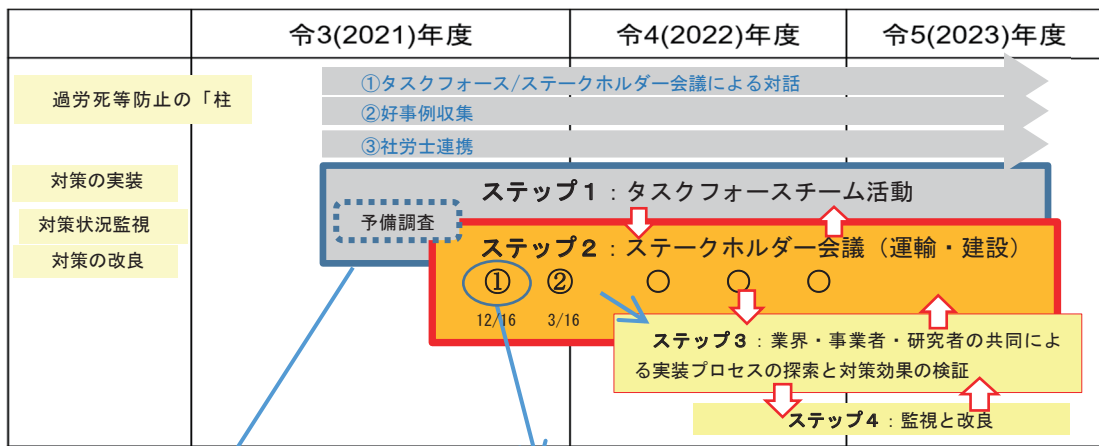 令3(2021)年度 令4(2022)年度 令5(2023)年度
過労死等防止の「柱
①タスクフォース/ステークホルダー会議による対話
②好事例収集
③社労士連携
対策の実装
対策状況監視
対策の改良
ステップ1：タスクフォースチーム活動
予備調査
ステップ2：ステークホルダー会議（運輸・建設）
① ② ○ ○ ○
12/16 3/16
ステップ3：業界・事業者・研究者の共同によ
る実装プロセスの探索と対策効果の検証
ステップ4：監視と改良